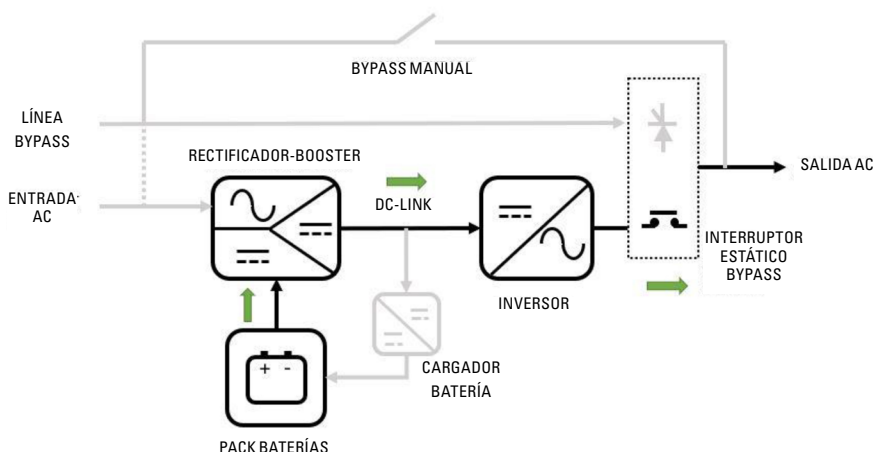 BYPASS MANUAL
LÍNEA
BYPASS
RECTIFICADOR-BOOSTER
DC-LINK
SALIDA AC
ENTRADA
AC
INTERRUPTOR
ESTÁTICO
BYPASS
INVERSOR
+ -
CARGADOR
BATERÍA
PACK BATERÍAS